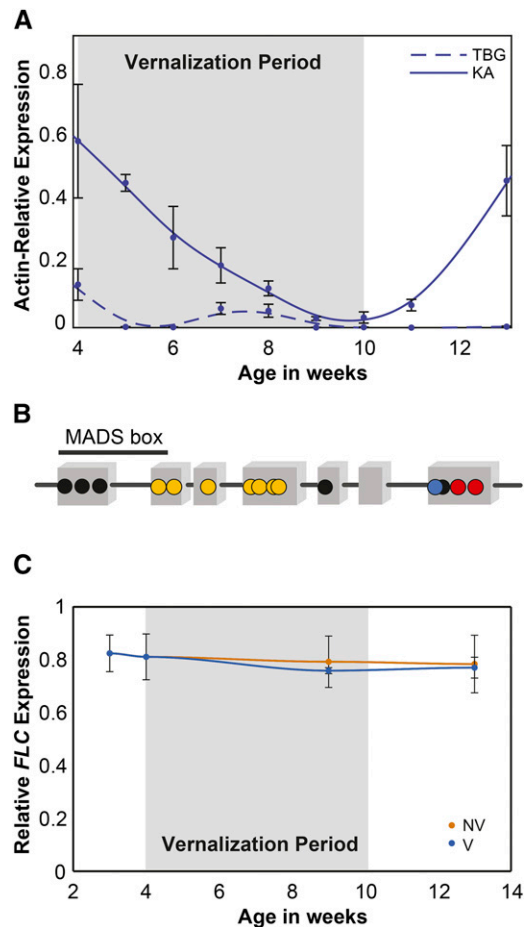 A
Vernalization Period
TBG
KA
Actin-Relative Expression
0.8
0.6
0.4
0.2
0
4 6 8 10 12
Age in weeks
B
MADS box
C
Relative FLC Expression
1
0.8
0.6
0.4
0.2
0
NV
V
Vernalization Period
2 4 6 8 10 12 14
Age in weeks